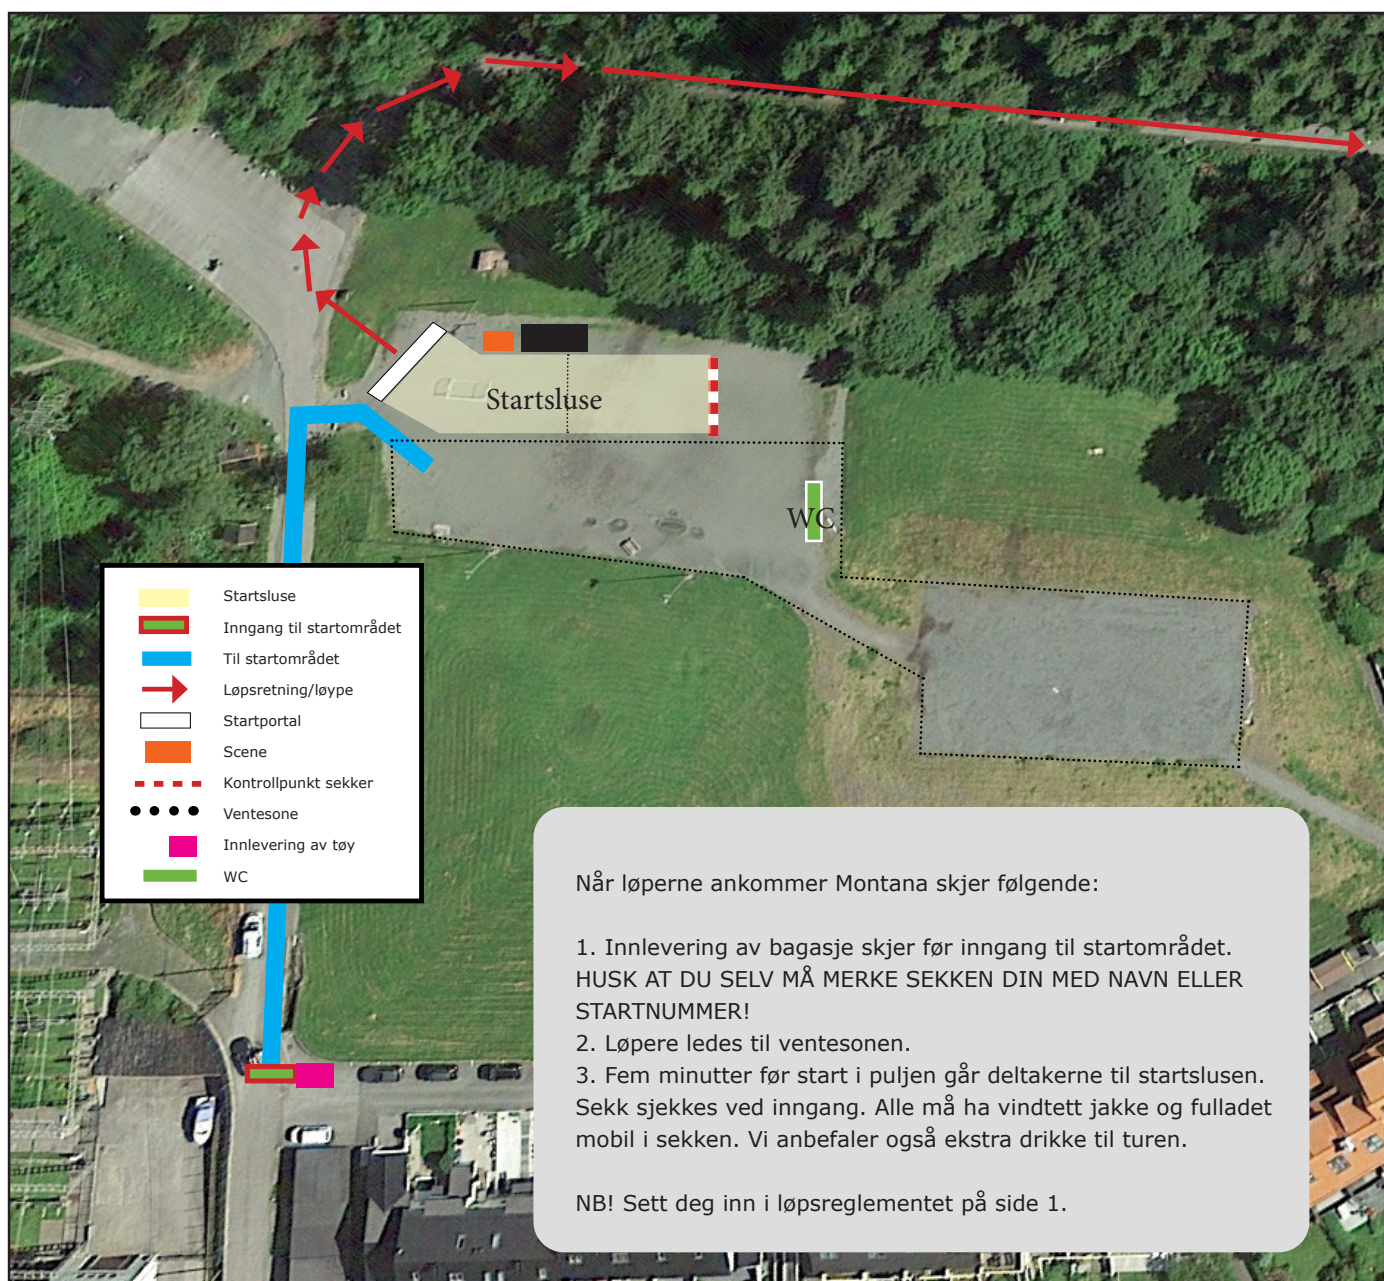 Startsluse
WC
Startsluse
Inngang til startområdet
Til startområdet
Løpsretning/løype
Startportal
Scene
Kontrollpunkt sekker
Ventesone
Innlevering av tøy
WC
Når løperne ankommer Montana skjer følgende:
1. Innlevering av bagasje skjer før inngang til startområdet.
HUSK AT DU SELV MÅ MERKE SEKKEN DIN MED NAVN ELLER
STARTNUMMER!
2. Løpere ledes til ventesonen.
3. Fem minutter før start i puljen går deltakerne til startslusen.
Sekk sjekkes ved inngang. Alle må ha vindtett jakke og fulladet
mobil i sekken. Vi anbefaler også ekstra drikke til turen.
NB! Sett deg inn i løpsreglementet på side 1.